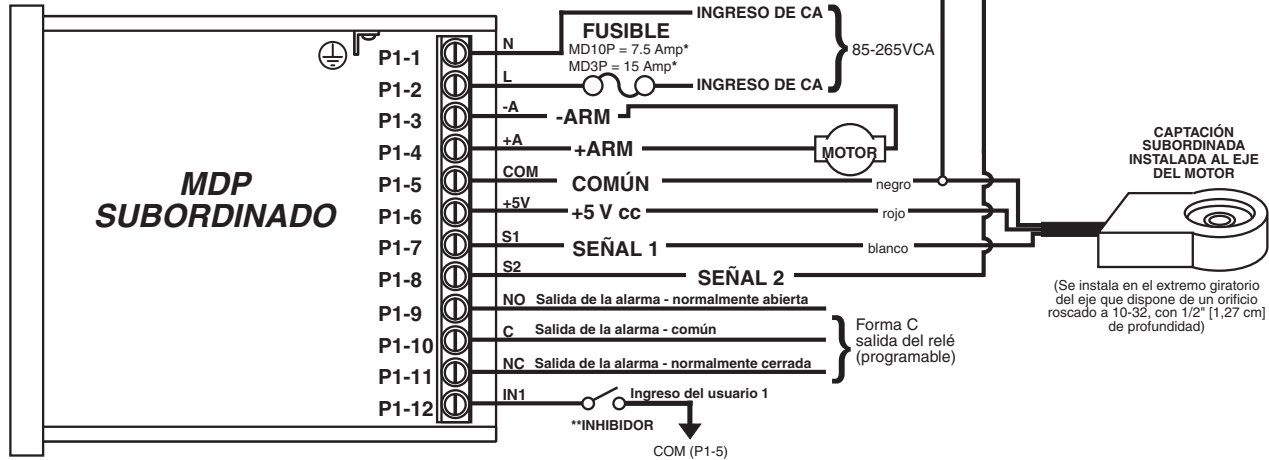 MDP
SUBORDINADO
P1-1
P1-2
P1-3
P1-4
P1-5
P1-6
P1-7
P1-8
P1-9
P1-10
P1-11
P1-12
N
L
-A
+A
COM
+5V
S1
S2
NO
C
NC
IN1
INGRESO DE CA
FUSIBLE
MD10P = 7.5 Amp*
MD3P = 15 Amp*
INGRESO DE CA
85-265VCA
-ARM
+ARM
MOTOR
COMÚN
negro
+5 V cc
rojo
SEÑAL 1
blanco
SEÑAL 2
Salida de la alarma - normalmente abierta
Salida de la alarma - común
Salida de la alarma - normalmente cerrada
Forma C
salida del relé
(programable)
Ingreso del usuario 1
**INHIBIDOR
COM (P1-5)
CAPTACIÓN
SUBORDINADA
INSTALADA AL EJE
DEL MOTOR
(Se instala en el extremo giratorio
del eje que dispone de un orificio
roscado a 10-32, con 1/2" [1,27 cm]
de profundidad)